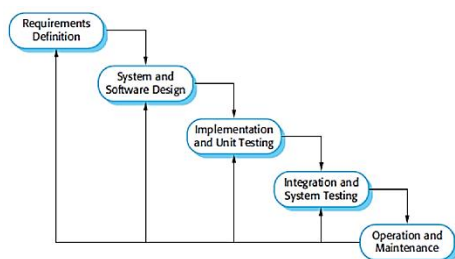 Requirements
Definition
System and
Software Design
Implementation
and Unit Testing
Integration and
System Testing
Operation and
Maintenance